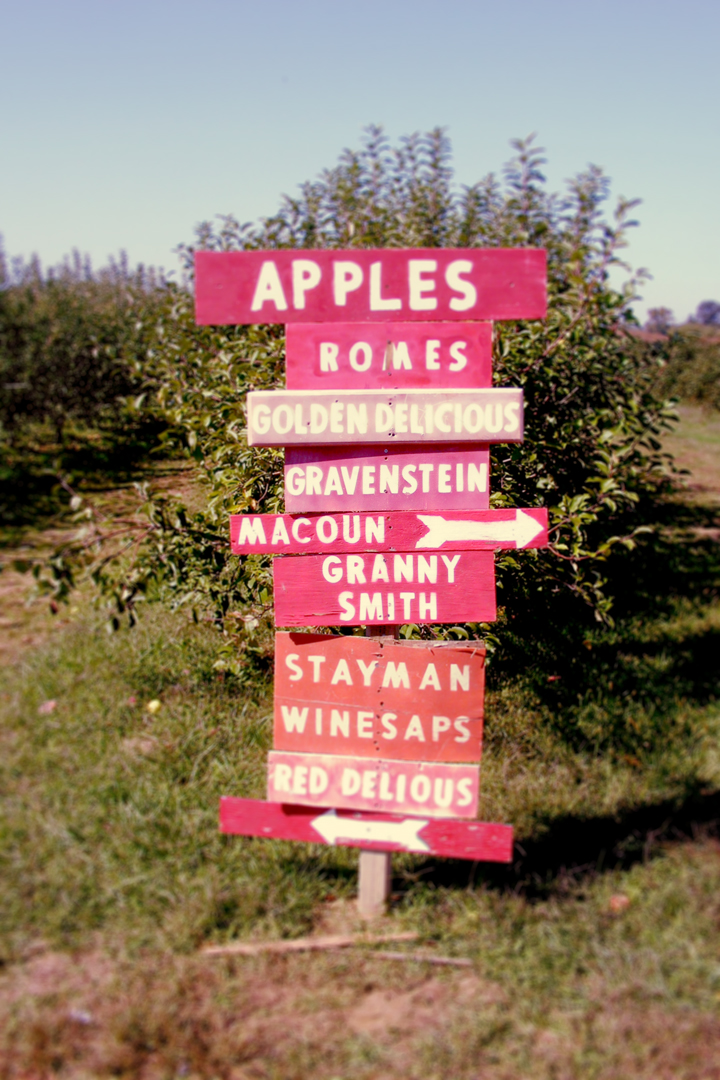 APPLES
ROMES
GOLDEN DELICIOUS
GRAVENSTEIN
MACOUN
GRANNY
SMITH
STAYMAN
WINESAPS
RED DELIOUS